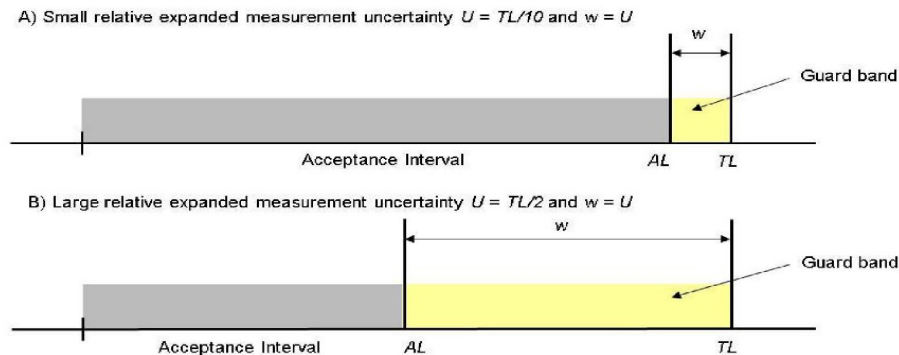 A) Small relative expanded measurement uncertainty U = TL/10 and w = U
w
Guard band
Acceptance Interval
AL
TL
B) Large relative expanded measurement uncertainty U = TL/2 and w = U
w
Guard band
Acceptance Interval
AL
TL